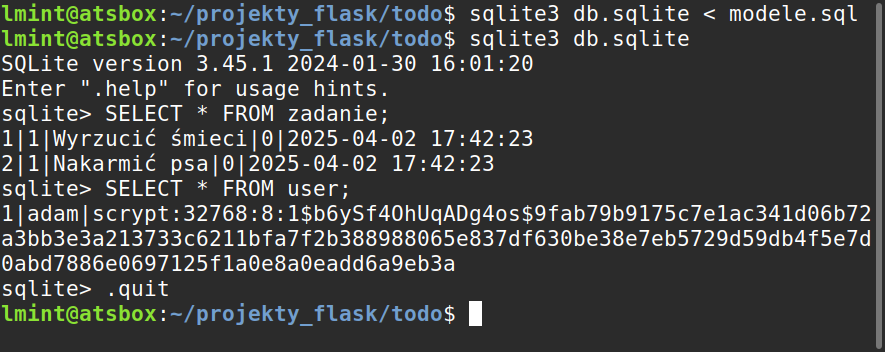 lmint@atsbox:~/projekty_flask/todo$ sqlite3 db.sqlite < modele.sql
lmint@atsbox:~/projekty_flask/todo$ sqlite3 db.sqlite
SQLite version 3.45.1 2024-01-30 16:01:20
Enter ".help" for usage hints.
sqlite> SELECT * FROM zadanie;
1|1|Wyrzucić śmieci|0|2025-04-02 17:42:23
2|1|Nakarmić psa|0|2025-04-02 17:42:23
sqlite> SELECT * FROM user;
1|adam|scrypt:32768:8:1$b6ySf4OhUqADg4os$9fab79b9175c7e1ac341d06b72
a3bb3e3a213733c6211bfa7f2b388988065e837df630be38e7eb5729d59db4f5e7d
0abd7886e0697125f1a0e8a0eadd6a9eb3a
sqlite> .quit
lmint@atsbox:~/projekty_flask/todo$